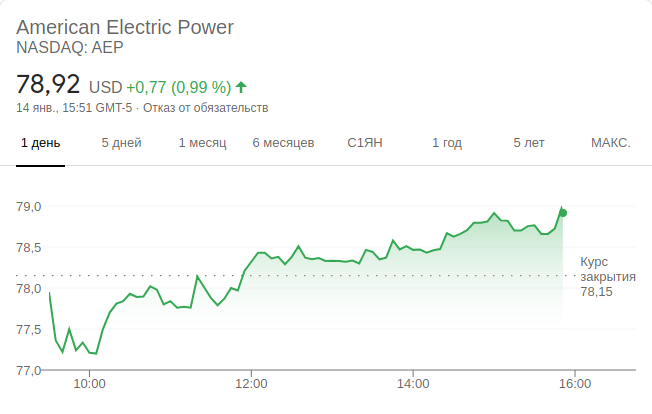 American Electric Power
NASDAQ: AEP
78,92 USD +0,77 (0,99 %)
14 янв., 15:51 GMT-5 · Отказ от обязательств
1 день 5 дней 1 месяц 6 месяцев С1ЯН 1 год 5 лет МАКС.
79,0
78,5
Курс
закрытия
78,15
78,0
77,5
77,0
10:00 12:00 14:00 16:00